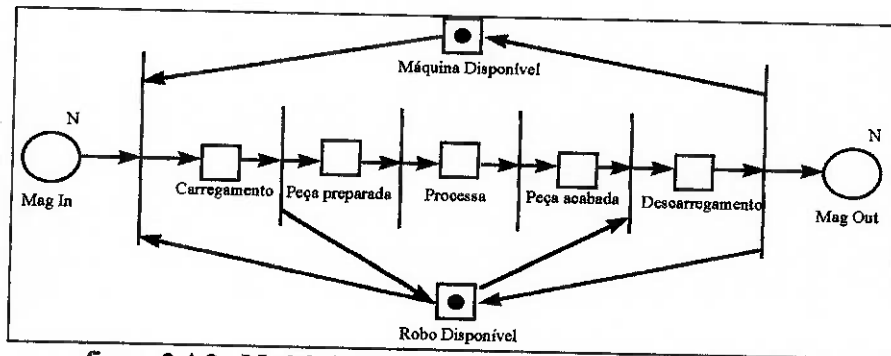 Máquina Disponível
N
N
Mag In
Carregamento
Peça preparada
Processa
Peça acabada
Descarregamento
Mag Out
Robo Disponível